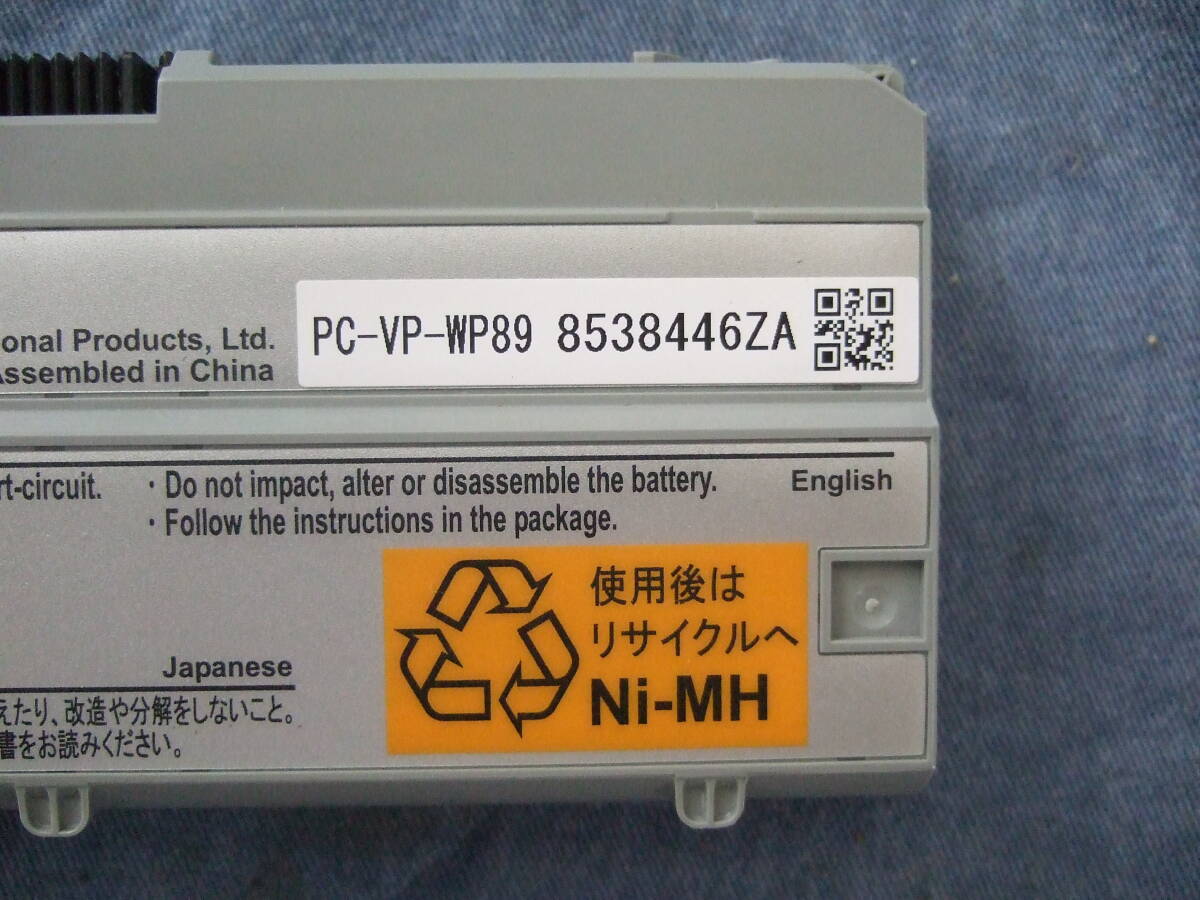 onal Products, Ltd.
Assembled in China
PC-VP-WP89 8538446ZA
rt-circuit.
・Do not impact, alter or disassemble the battery.
・Follow the instructions in the package.
English
使用後は
リサイクルへ
Ni-MH
Japanese
えたり、改造や分解をしないこと。
書をお読みください。